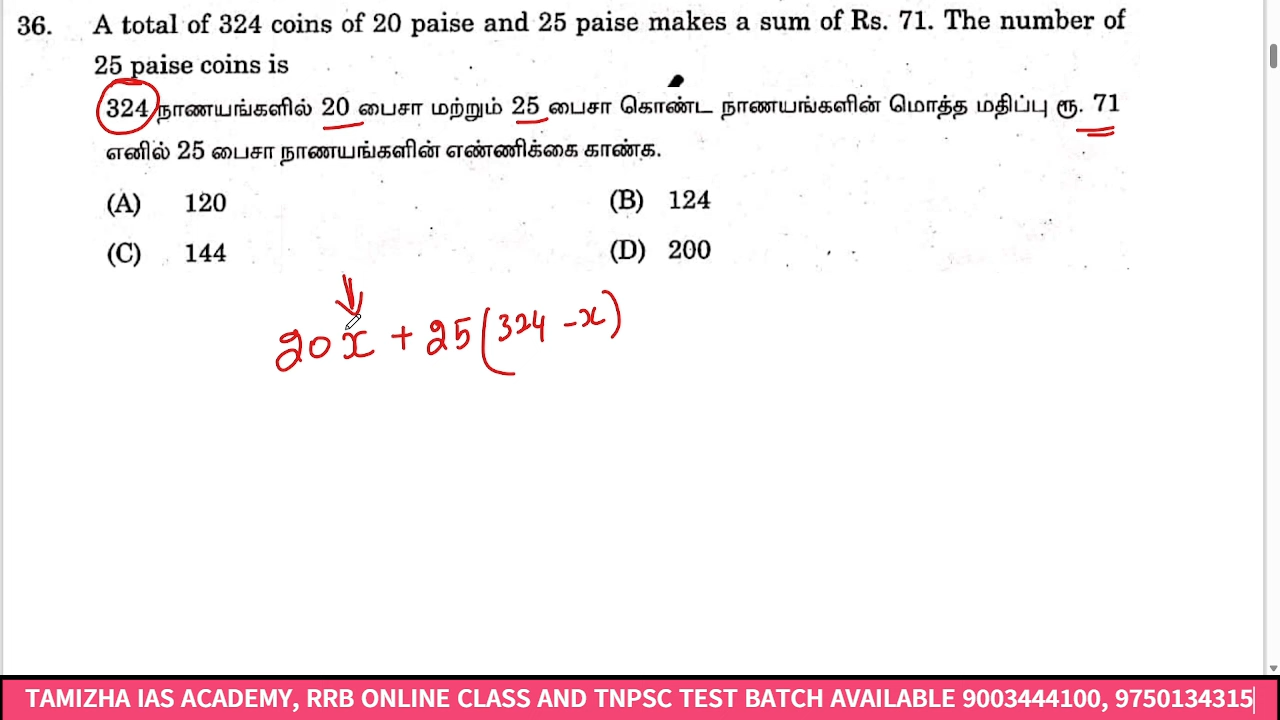 36. A total of 324 coins of 20 paise and 25 paise makes a sum of Rs. 71. The number of
25 paise coins is
324 நாணயங்களில் 20 பைசா மற்றும் 25 பைசா கொண்ட நாணயங்களின் மொத்த மதிப்பு ரூ. 71
எனில் 25 பைசா நாணயங்களின் எண்ணிக்கை காண்க.
(A) 120 (B) 124
(C) 144 (D) 200
20x + 25(324 - x)
TAMIZHA IAS ACADEMY, RRB ONLINE CLASS AND TNPSC TEST BATCH AVAILABLE 9003444100, 9750134315